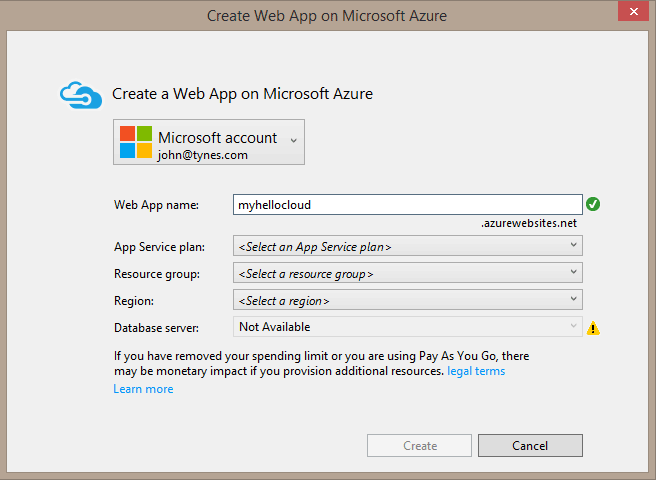 Create Web App on Microsoft Azure
Create a Web App on Microsoft Azure
Microsoft account
john@tynes.com
Web App name: myhellocloud
.azurewebsites.net
App Service plan: <Select an App Service plan>
Resource group: <Select a resource group>
Region: <Select a region>
Database server: Not Available
If you have removed your spending limit or you are using Pay As You Go, there
may be monetary impact if you provision additional resources. legal terms
Learn more
Create Cancel